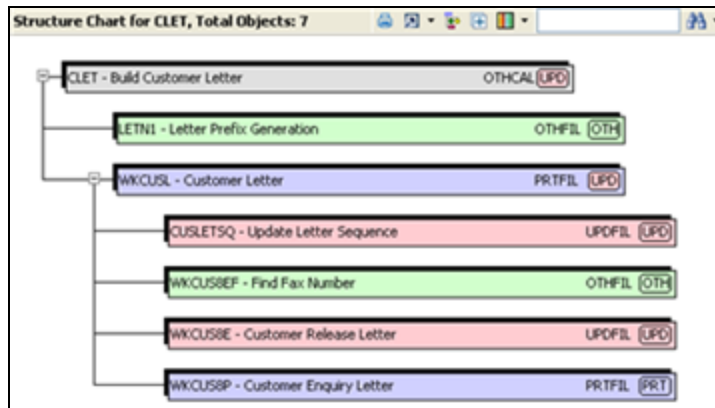 Structure Chart for CLET, Total Objects: 7
CLET - Build Customer Letter OTHCAL UPD
LETN1 - Letter Prefix Generation OTHFIL OTH
WKCUSL - Customer Letter PRTFIL UPD
CUSLETSQ - Update Letter Sequence UPDFIL UPD
WKCUS8EF - Find Fax Number OTHFIL OTH
WKCUS8E - Customer Release Letter UPDFIL UPD
WKCUS8P - Customer Enquiry Letter PRTFIL PRT